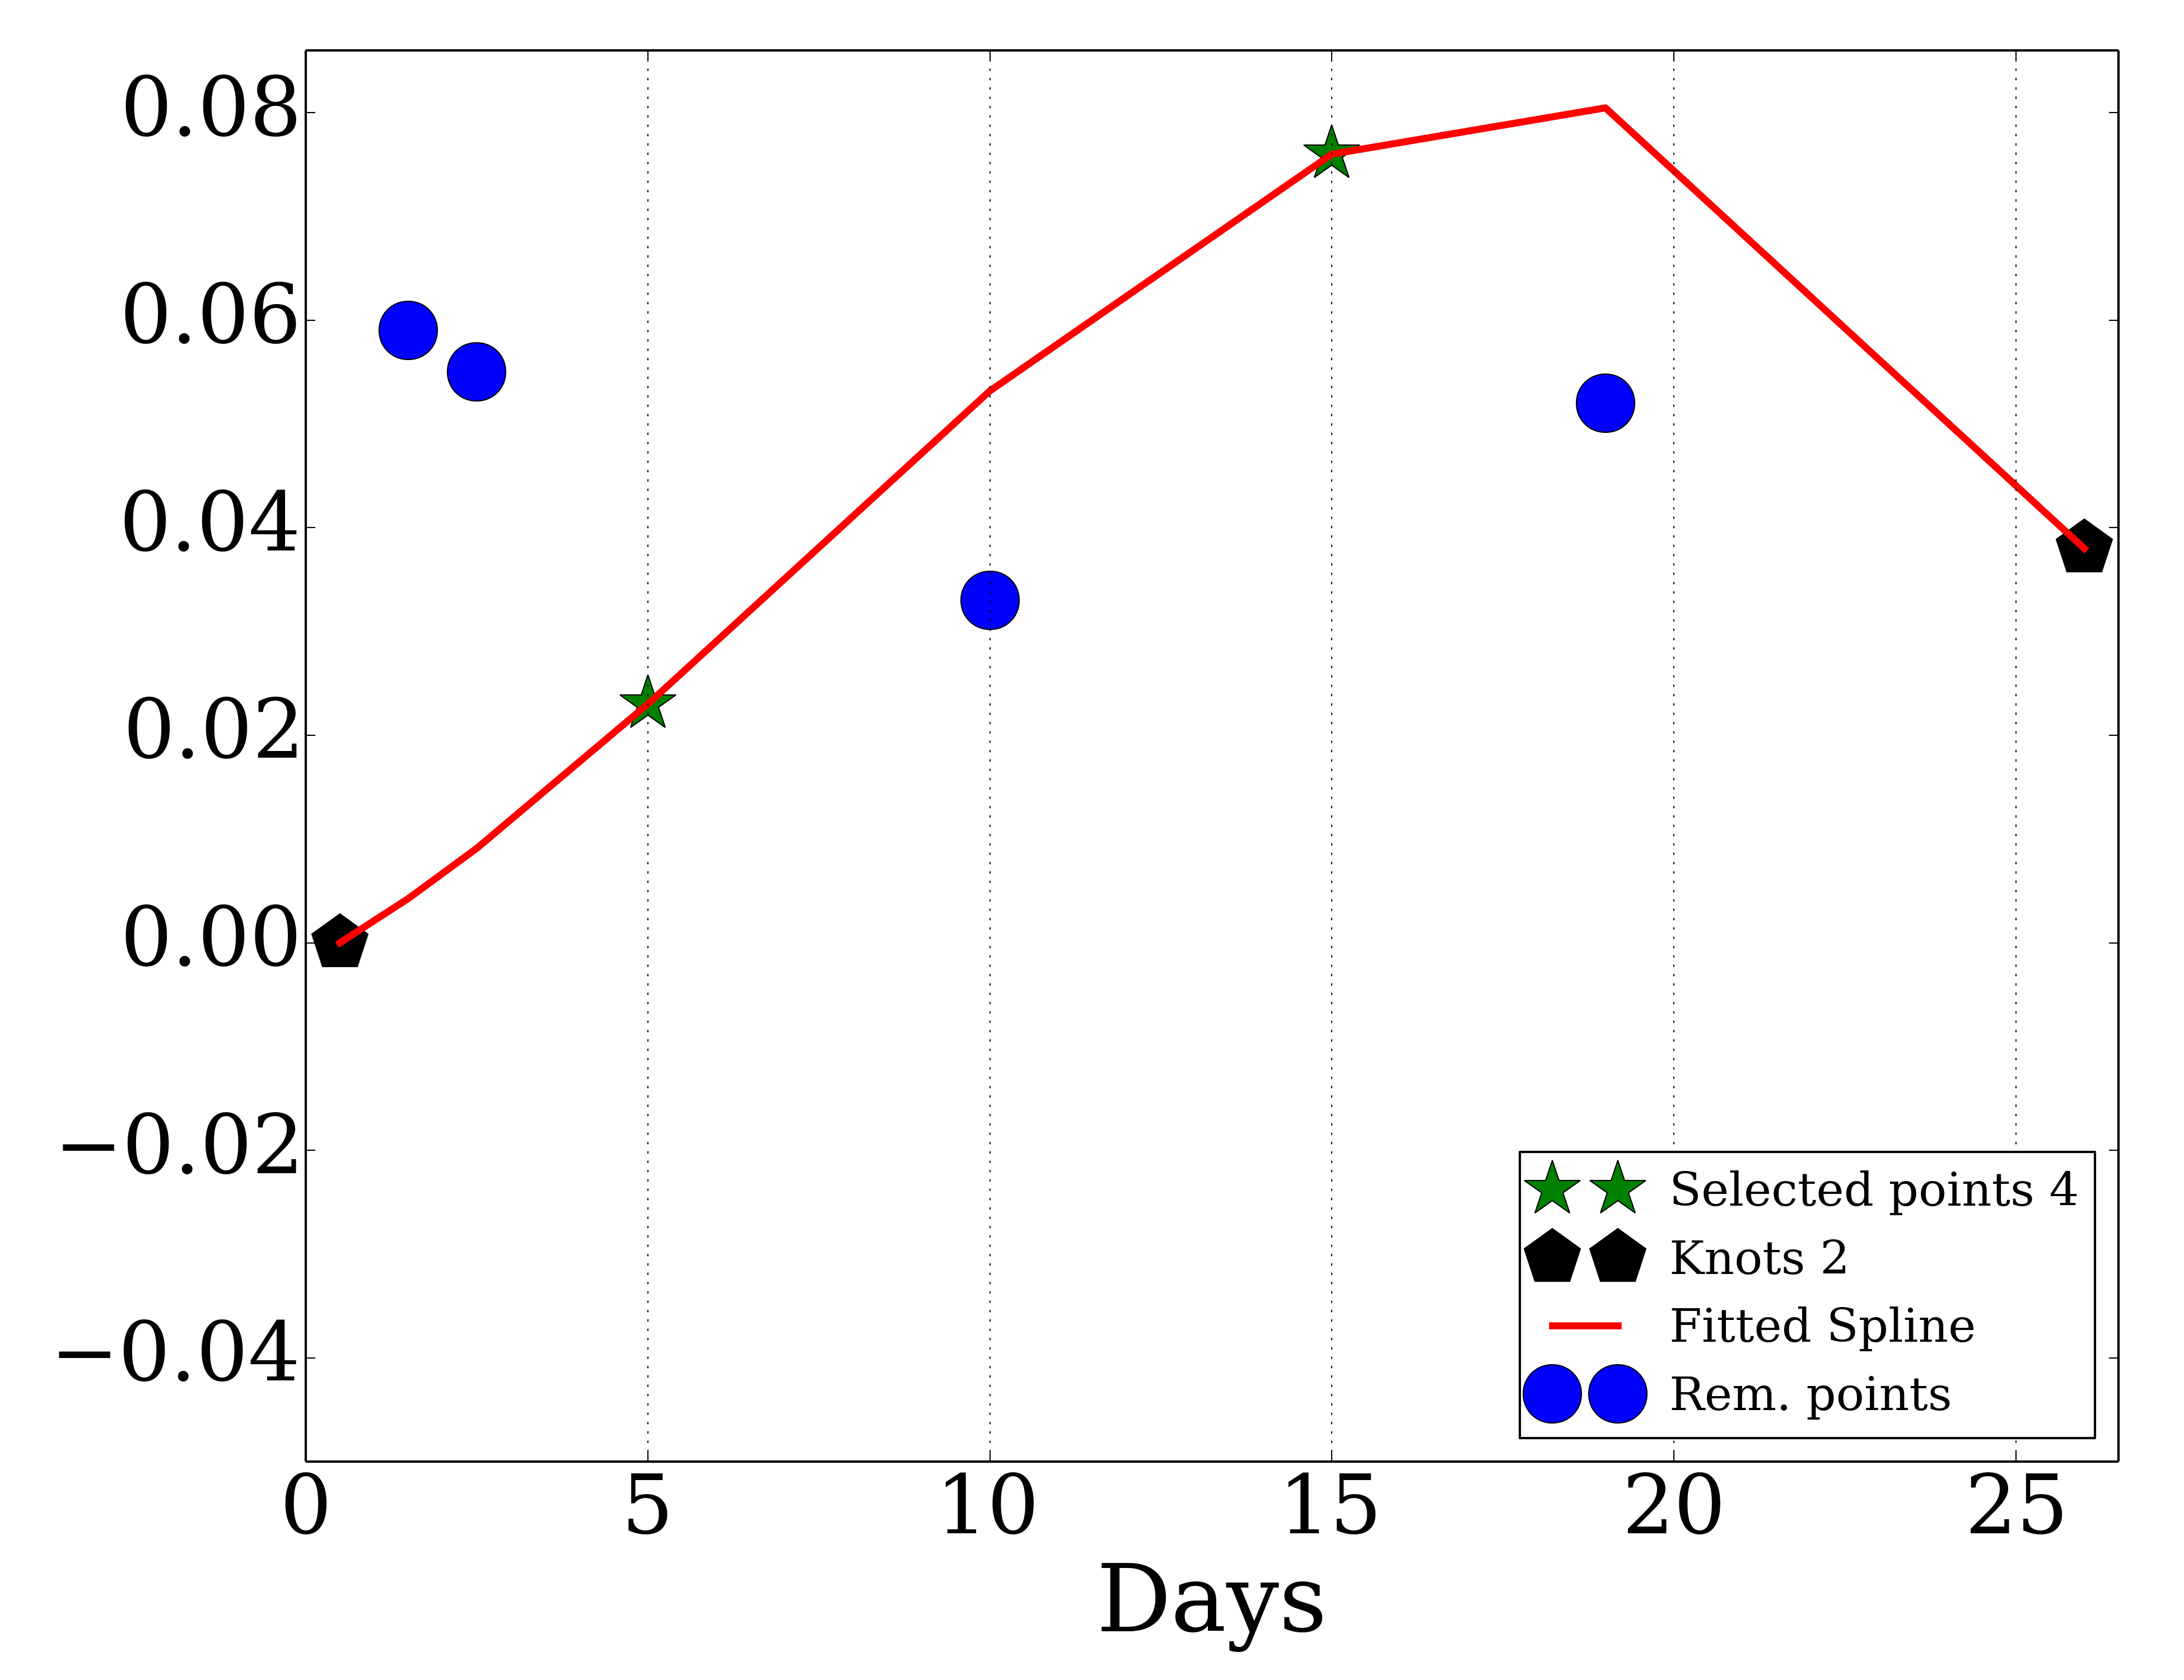 0.08
0.06
0.04
0.02
0.00
−0.02
−0.04
Selected points 4
Knots 2
Fitted Spline
Rem. points
0 5 10 15 20 25
Days